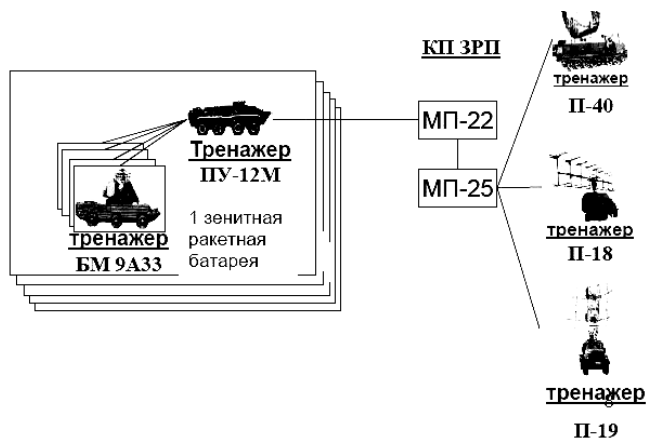 КП ЗРП
тренажер
П-40
МП-22
Тренажер
ПУ-12М
МП-25
1 зенитная
ракетная
батарея
тренажер
БМ 9А33
тренажер
П-18
тренажер
8
П-19